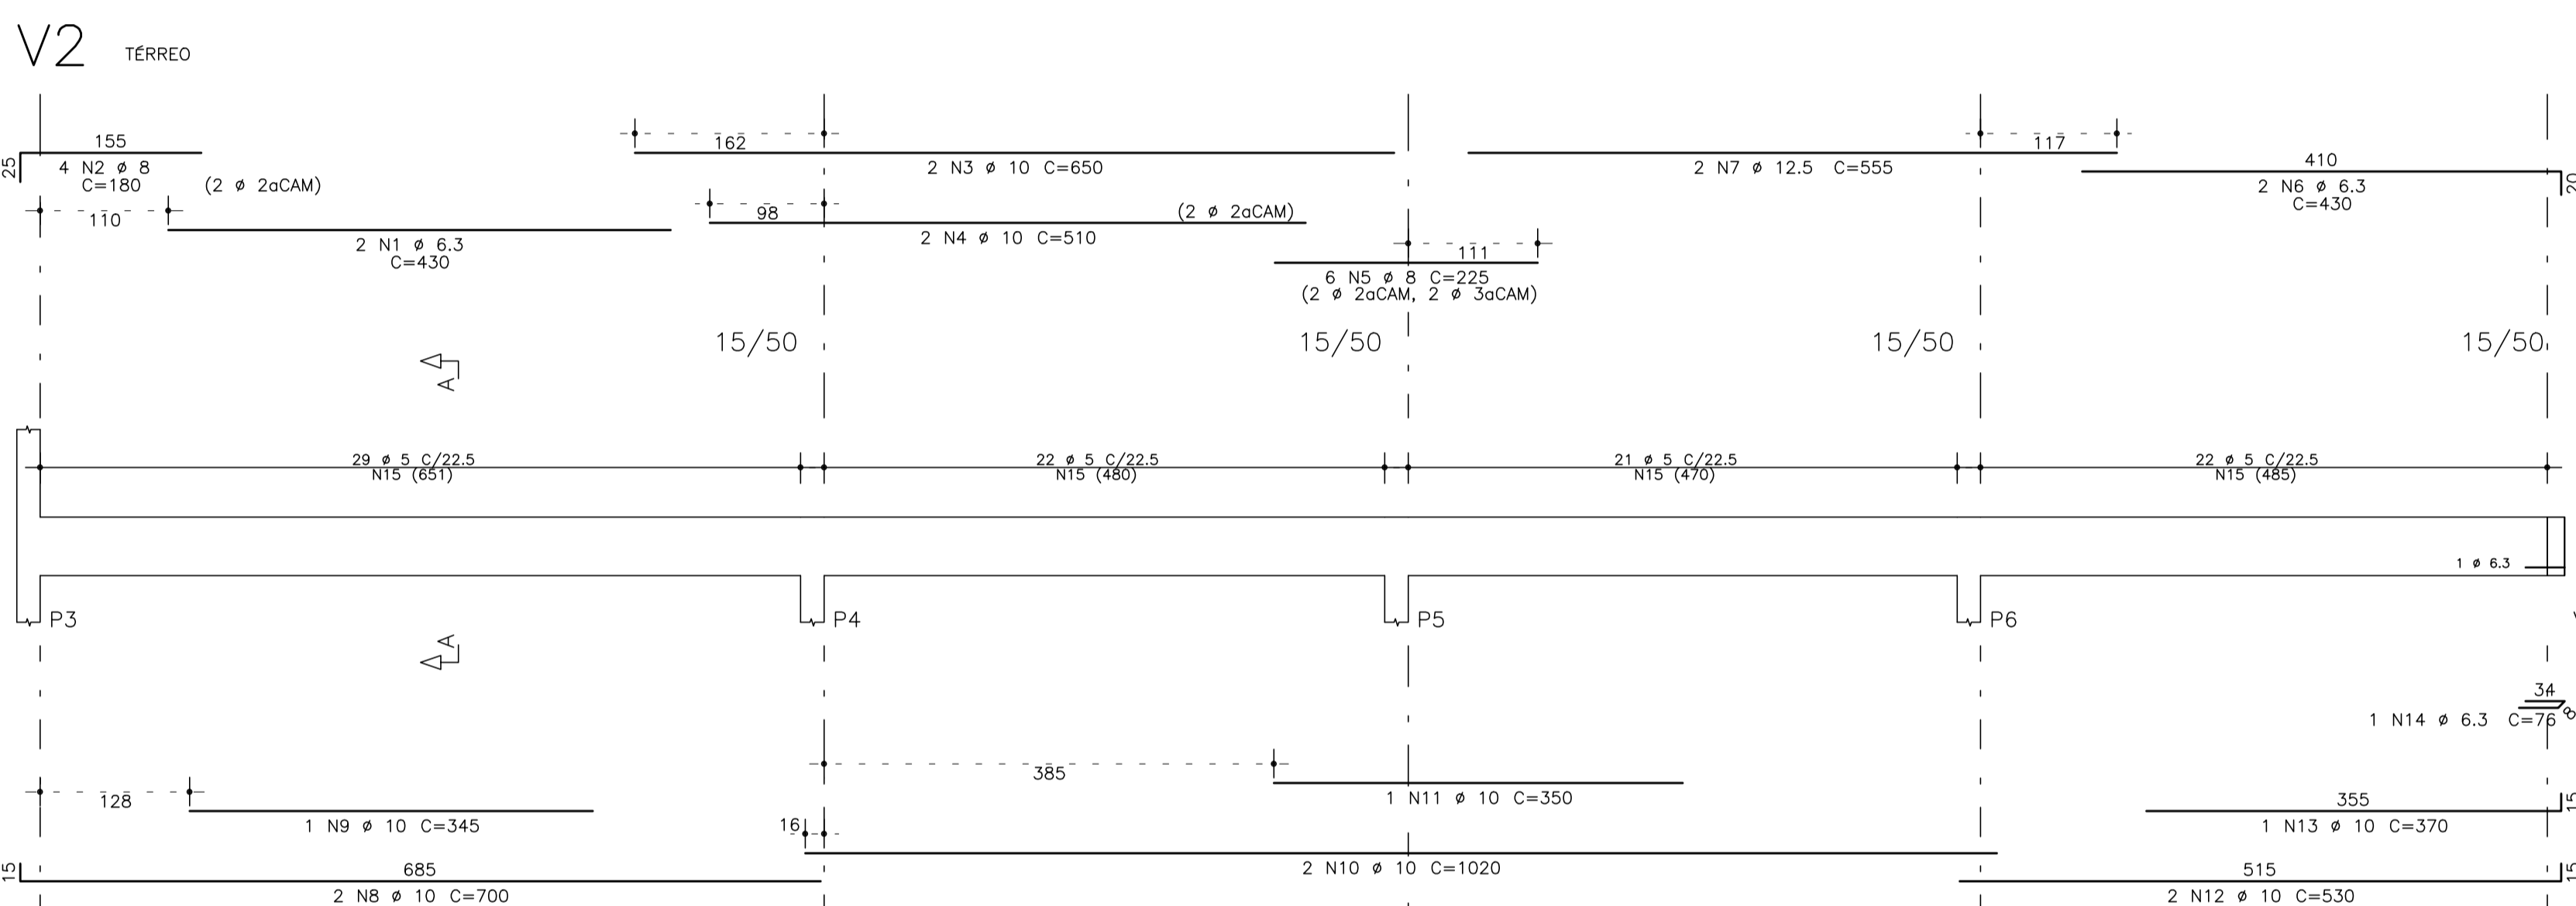 V2 TÉRREO
155
25
4 N2 ø 8
C=180
(2 ø 2aCAM)
110
2 N1 ø 6.3
C=430
162
2 N3 ø 10 C=650
98
(2 ø 2aCAM)
2 N4 ø 10 C=510
111
6 N5 ø 8 C=225
(2 ø 2aCAM, 2 ø 3aCAM)
2 N7 ø 12.5 C=555
117
410
20
2 N6 ø 6.3
C=430
15/50
15/50
15/50
15/50
A
29 ø 5 C/22.5
N15 (651)
22 ø 5 C/22.5
N15 (480)
21 ø 5 C/22.5
N15 (470)
22 ø 5 C/22.5
N15 (485)
1 ø 6.3
P3
P4
P5
P6
A
34
8
1 N14 ø 6.3 C=76
128
1 N9 ø 10 C=345
385
1 N11 ø 10 C=350
355
15
1 N13 ø 10 C=370
16
2 N10 ø 10 C=1020
15
685
2 N8 ø 10 C=700
515
15
2 N12 ø 10 C=530